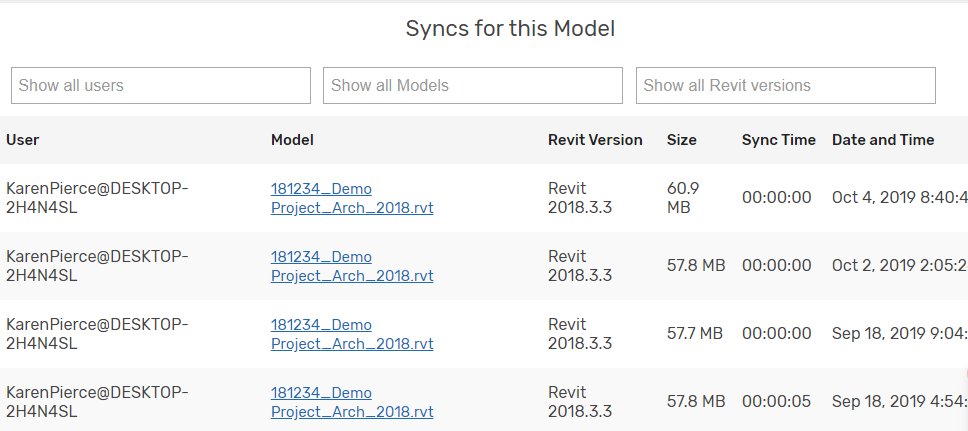 Syncs for this Model
Show all users Show all Models Show all Revit versions
User Model Revit Version Size Sync Time Date and Time
KarenPierce@DESKTOP- 181234_Demo Revit 60.9
2H4N4SL Project_Arch_2018.rvt 2018.3.3 MB 00:00:00 Oct 4, 2019 8:40:4
KarenPierce@DESKTOP- 181234_Demo Revit
2H4N4SL Project_Arch_2018.rvt 2018.3.3 57.8 MB 00:00:00 Oct 2, 2019 2:05:2
KarenPierce@DESKTOP- 181234_Demo Revit
2H4N4SL Project_Arch_2018.rvt 2018.3.3 57.7 MB 00:00:00 Sep 18, 2019 9:04:
KarenPierce@DESKTOP- 181234_Demo Revit
2H4N4SL Project_Arch_2018.rvt 2018.3.3 57.8 MB 00:00:05 Sep 18, 2019 4:54: